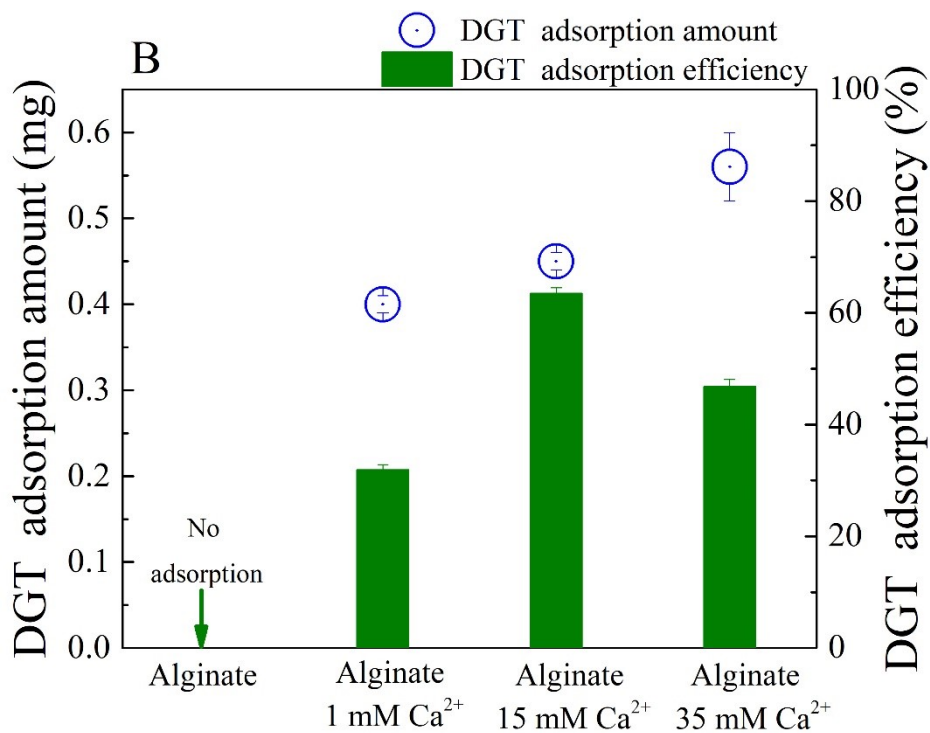 B
DGT adsorption amount
DGT adsorption efficiency
DGT adsorption amount (mg)
0.6
0.5
0.4
0.3
0.2
0.1
0.0
100
80
60
40
20
0
DGT adsorption efficiency (%)
No
adsorption
Alginate
Alginate
1 mM Ca²⁺
Alginate
15 mM Ca²⁺
Alginate
35 mM Ca²⁺